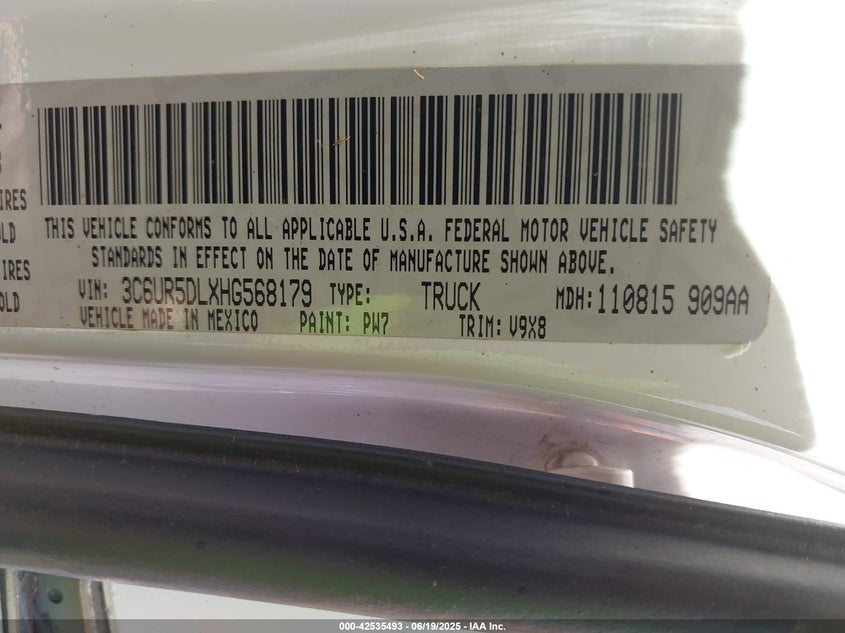 IRES
OLD
IRES
OLD
THIS VEHICLE CONFORMS TO ALL APPLICABLE U.S.A. FEDERAL MOTOR VEHICLE SAFETY
STANDARDS IN EFFECT ON THE DATE OF MANUFACTURE SHOWN ABOVE.
VIN: 3C6UR5DLXHG568179 TYPE: TRUCK MDH: 110815 909AA
VEHICLE MADE IN MEXICO PAINT: PW7 TRIM: V9X8
000-42535493 - 06/19/2025 - IAA Inc.